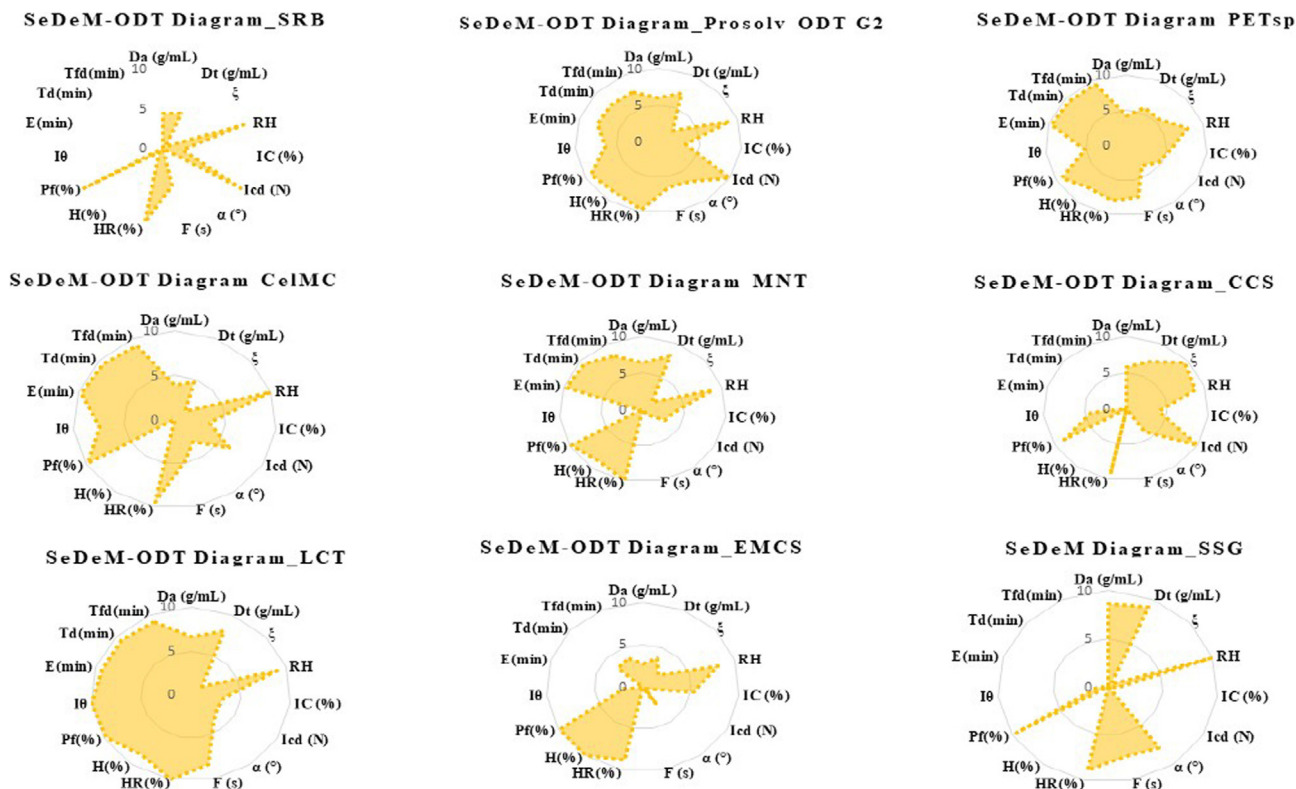 SeDeM-ODT Diagram_SRB
Da (g/mL)
Dt (g/mL)
ξ
RH
IC (%)
Icd (N)
α (°)
F (s)
HR(%)
H(%)
Pf(%)
Iθ
E (min)
Td(min)
Tfd(min)
10
5
0
SeDeM-ODT Diagram_Prosolv ODT G2
Da (g/mL)
Dt (g/mL)
ξ
RH
IC (%)
Icd (N)
α (°)
F (s)
HR(%)
H(%)
Pf(%)
Iθ
E (min)
Td(min)
Tfd(min)
10
5
0
SeDeM-ODT Diagram PETsp
Da (g/mL)
Dt (g/mL)
ξ
RH
IC (%)
Icd (N)
α (°)
F (s)
HR(%)
H(%)
Pf(%)
Iθ
E (min)
Td(min)
Tfd(min)
10
5
0
SeDeM-ODT Diagram CelMC
Da (g/mL)
Dt (g/mL)
ξ
RH
IC (%)
Icd (N)
α (°)
F (s)
HR(%)
H(%)
Pf(%)
Iθ
E (min)
Td(min)
Tfd(min)
10
5
0
SeDeM-ODT Diagram MNT
Da (g/mL)
Dt (g/mL)
ξ
RH
IC (%)
Icd (N)
α (°)
F (s)
HR(%)
H(%)
Pf(%)
Iθ
E (min)
Td(min)
Tfd(min)
10
5
0
SeDeM-ODT Diagram_CCS
Da (g/mL)
Dt (g/mL)
ξ
RH
IC (%)
Icd (N)
α (°)
F (s)
HR(%)
H(%)
Pf(%)
Iθ
E (min)
Td(min)
Tfd(min)
10
5
0
SeDeM-ODT Diagram_LCT
Da (g/mL)
Dt (g/mL)
ξ
RH
IC (%)
Icd (N)
α (°)
F (s)
HR(%)
H(%)
Pf(%)
Iθ
E (min)
Td(min)
Tfd(min)
10
5
0
SeDeM-ODT Diagram_EMCS
Da (g/mL)
Dt (g/mL)
ξ
RH
IC (%)
Icd (N)
α (°)
F (s)
HR(%)
H(%)
Pf(%)
Iθ
E (min)
Td(min)
Tfd(min)
10
5
0
SeDeM Diagram_SSG
Da (g/mL)
Dt (g/mL)
ξ
RH
IC (%)
Icd (N)
α (°)
F (s)
HR(%)
H(%)
Pf(%)
Iθ
E (min)
Td(min)
Tfd(min)
10
5
0